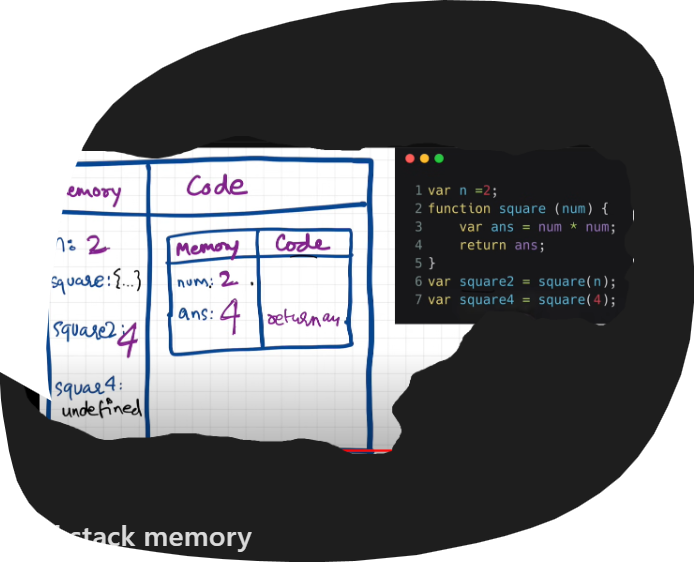 emory Code
n: 2
square: {...}
square2: 4
squar4:
undefined
Memory Code
num: 2 .
ans: 4 return an
1 var n =2;
2 function square (num) {
3 var ans = num * num;
4 return ans;
5 }
6 var square2 = square(n);
7 var square4 = square(4);
stack memory